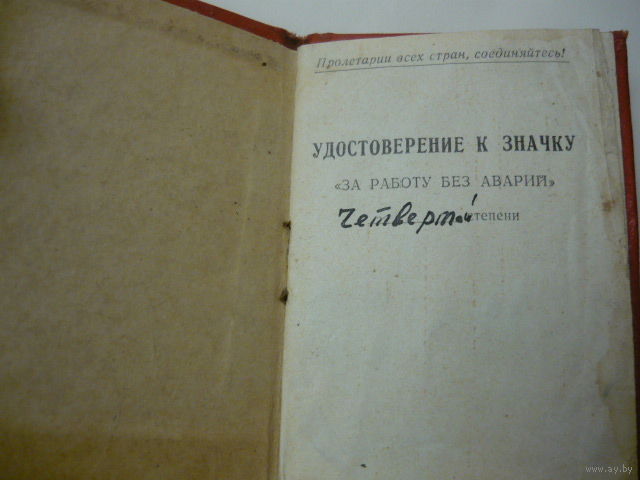 Пролетарии всех стран, соединяйтесь!
УДОСТОВЕРЕНИЕ К ЗНАЧКУ
«ЗА РАБОТУ БЕЗ АВАРИЙ»
Четвертой степени
www.ay.by